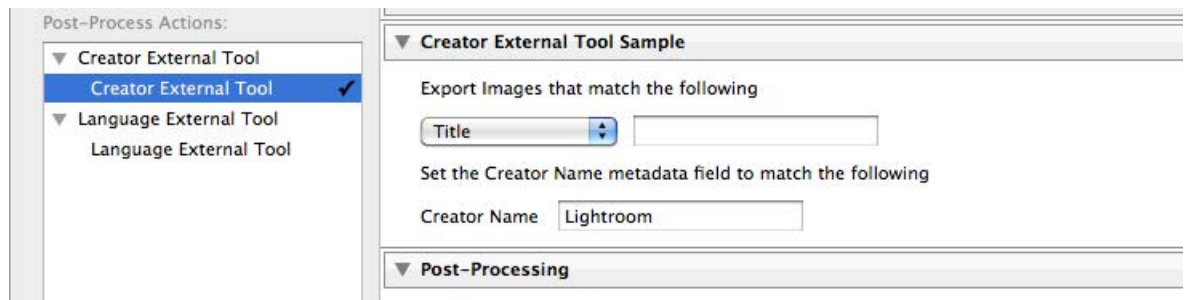 Post-Process Actions:
Creator External Tool
Creator External Tool
Language External Tool
Language External Tool
Creator External Tool Sample
Export Images that match the following
Title
Set the Creator Name metadata field to match the following
Creator Name Lightroom
Post-Processing